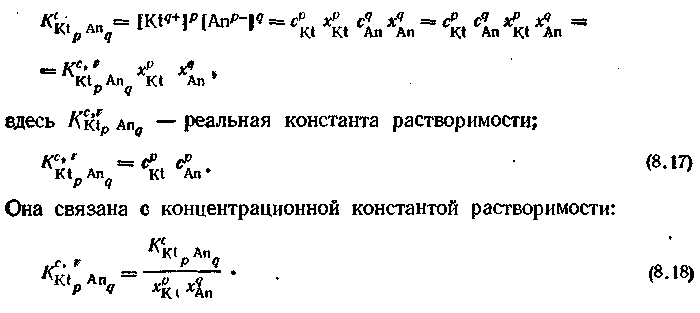 K^c_{Kt_p An_q} = [Kt^{q+}]^p [An^{p-}]^q = c^p_{Kt} x^p_{Kt} c^q_{An} x^q_{An} = c^p_{Kt} c^q_{An} x^p_{Kt} x^q_{An} =
= K^{c, r}_{Kt_p An_q} x^p_{Kt} x^q_{An},
здесь K^{c,r}_{Kt_p An_q} — реальная константа растворимости;
K^{c, r}_{Kt_p An_q} = c^p_{Kt} c^p_{An}. (8.17)
Она связана с концентрационной константой растворимости:
K^{c, r}_{Kt_p An_q} = \frac{K^c_{Kt_p An_q}}{x^p_{Kt} x^q_{An}}. (8.18)